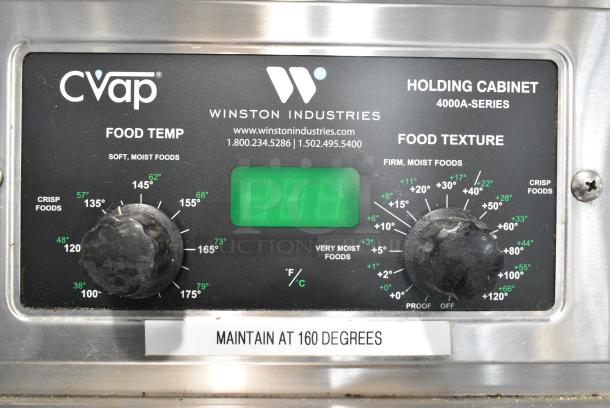 CVap®
WINSTON INDUSTRIES
www.winstonindustries.com
1.800.234.5286 | 1.502.495.5400
HOLDING CABINET
4000A-SERIES
FOOD TEMP
SOFT, MOIST FOODS
CRISP
FOODS
38° 100°
48° 120
57° 135°
62° 145°
68° 155°
73° 165°
79° 175°
°F/°C
FOOD TEXTURE
FIRM, MOIST FOODS
CRISP
FOODS
VERY MOIST
FOODS
+0° +0°
+1° +2°
+3° +5°
+6° +10°
+8° +15°
+11° +20°
+17° +30°
+22° +40°
+28° +50°
+33° +60°
+44° +80°
+55° +100°
+66° +120°
PROOF OFF
MAINTAIN AT 160 DEGREES